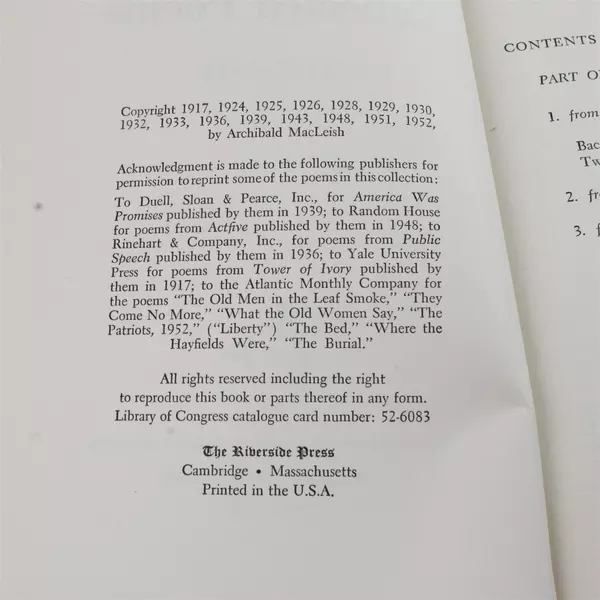 Copyright 1917, 1924, 1925, 1926, 1928, 1929, 1930,
1932, 1933, 1936, 1939, 1943, 1948, 1951, 1952,
by Archibald MacLeish
Acknowledgment is made to the following publishers for
permission to reprint some of the poems in this collection:
To Duell, Sloan & Pearce, Inc., for America Was
Promises published by them in 1939; to Random House
for poems from Actfive published by them in 1948; to
Rinehart & Company, Inc., for poems from Public
Speech published by them in 1936; to Yale University
Press for poems from Tower of Ivory published by
them in 1917; to the Atlantic Monthly Company for
the poems “The Old Men in the Leaf Smoke,” “They
Come No More,” “What the Old Women Say,” “The
Patriots, 1952,” (“Liberty”) “The Bed,” “Where the
Hayfields Were,” “The Burial.”
All rights reserved including the right
to reproduce this book or parts thereof in any form.
Library of Congress catalogue card number: 52-6083
The Riverside Press
Cambridge • Massachusetts
Printed in the U.S.A.
CONTENTS
PART
1. from
2.
3.